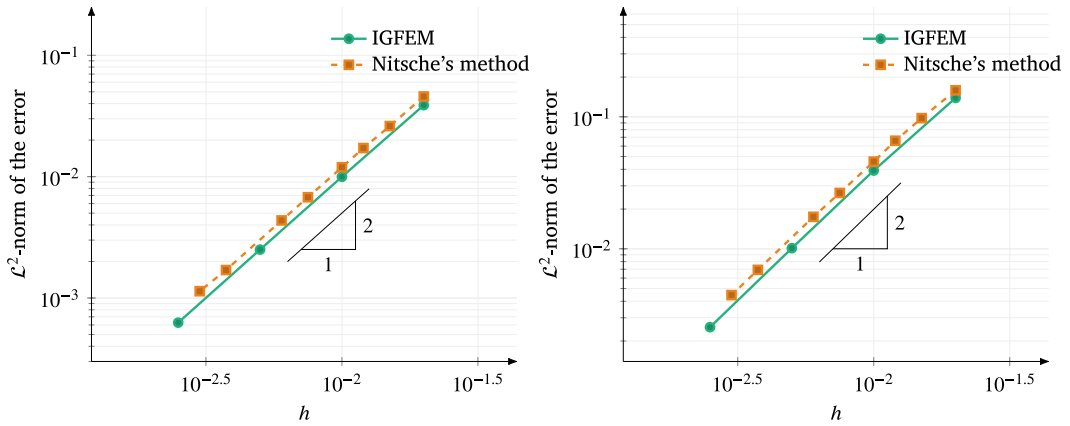 IGFEM
Nitsche's method
10⁻¹
10⁻²
10⁻³
ℒ²-norm of the error
2
1
10⁻²·⁵
10⁻²
10⁻¹·⁵
h
IGFEM
Nitsche's method
10⁻¹
10⁻²
ℒ²-norm of the error
2
1
10⁻²·⁵
10⁻²
10⁻¹·⁵
h